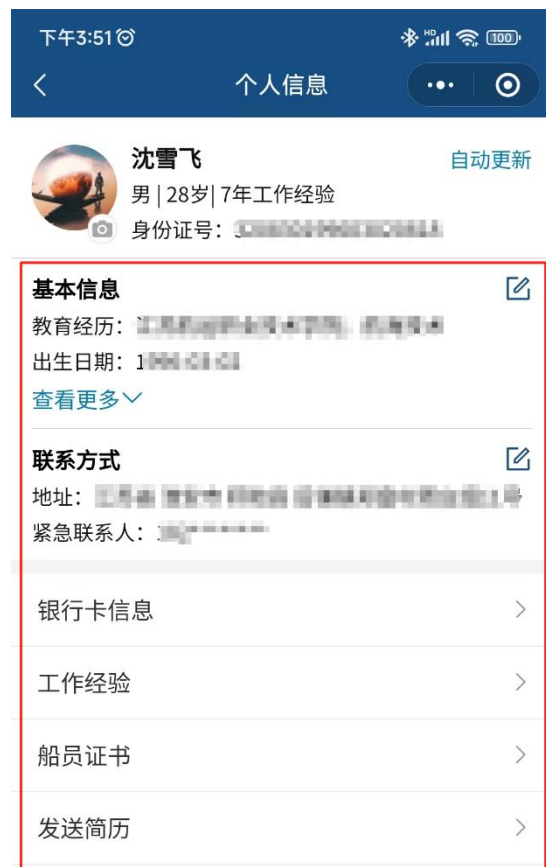 下午3:51
HD
100
个人信息
沈雪飞
自动更新
男 | 28岁| 7年工作经验
身份证号：
基本信息
教育经历：
出生日期：
查看更多
联系方式
地址：
紧急联系人：
银行卡信息
工作经验
船员证书
发送简历